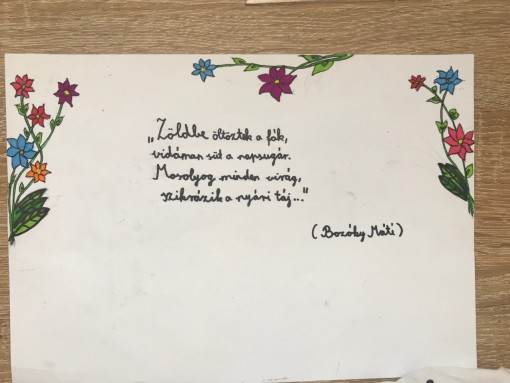 „Zöldbe öltöztek a fák,
vidáman süt a napsugár.
Mosolyog minden virág,
szikrázik a nyári táj..."
(Bozóky Máti)